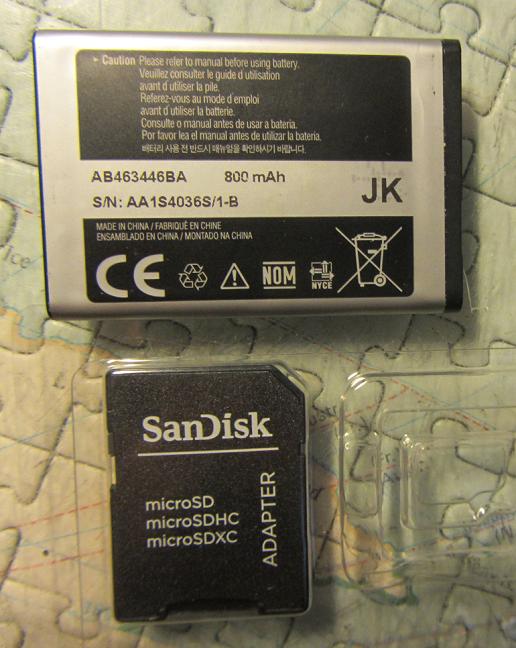 Caution Please refer to manual before using battery.
Veuillez consulter le guide d utilisation
avant d utiliser la pile.
Referez-vous au mode d emploi
avant d utiliser la batterie.
Consulte o manual antes de usar a bateria.
Por favor lea el manual antes de utilizar la batería.
배터리 사용 전 반드시 매뉴얼을 확인하시기 바랍니다.
AB463446BA 800 mAh
S/N: AA1S4036S/1-B
JK
MADE IN CHINA / FABRIQUÉ EN CHINE
ENSAMBLADO EN CHINA / MONTADO NA CHINA
CE
NOM
NYCE
SanDisk
microSD
microSDHC
microSDXC
ADAPTER